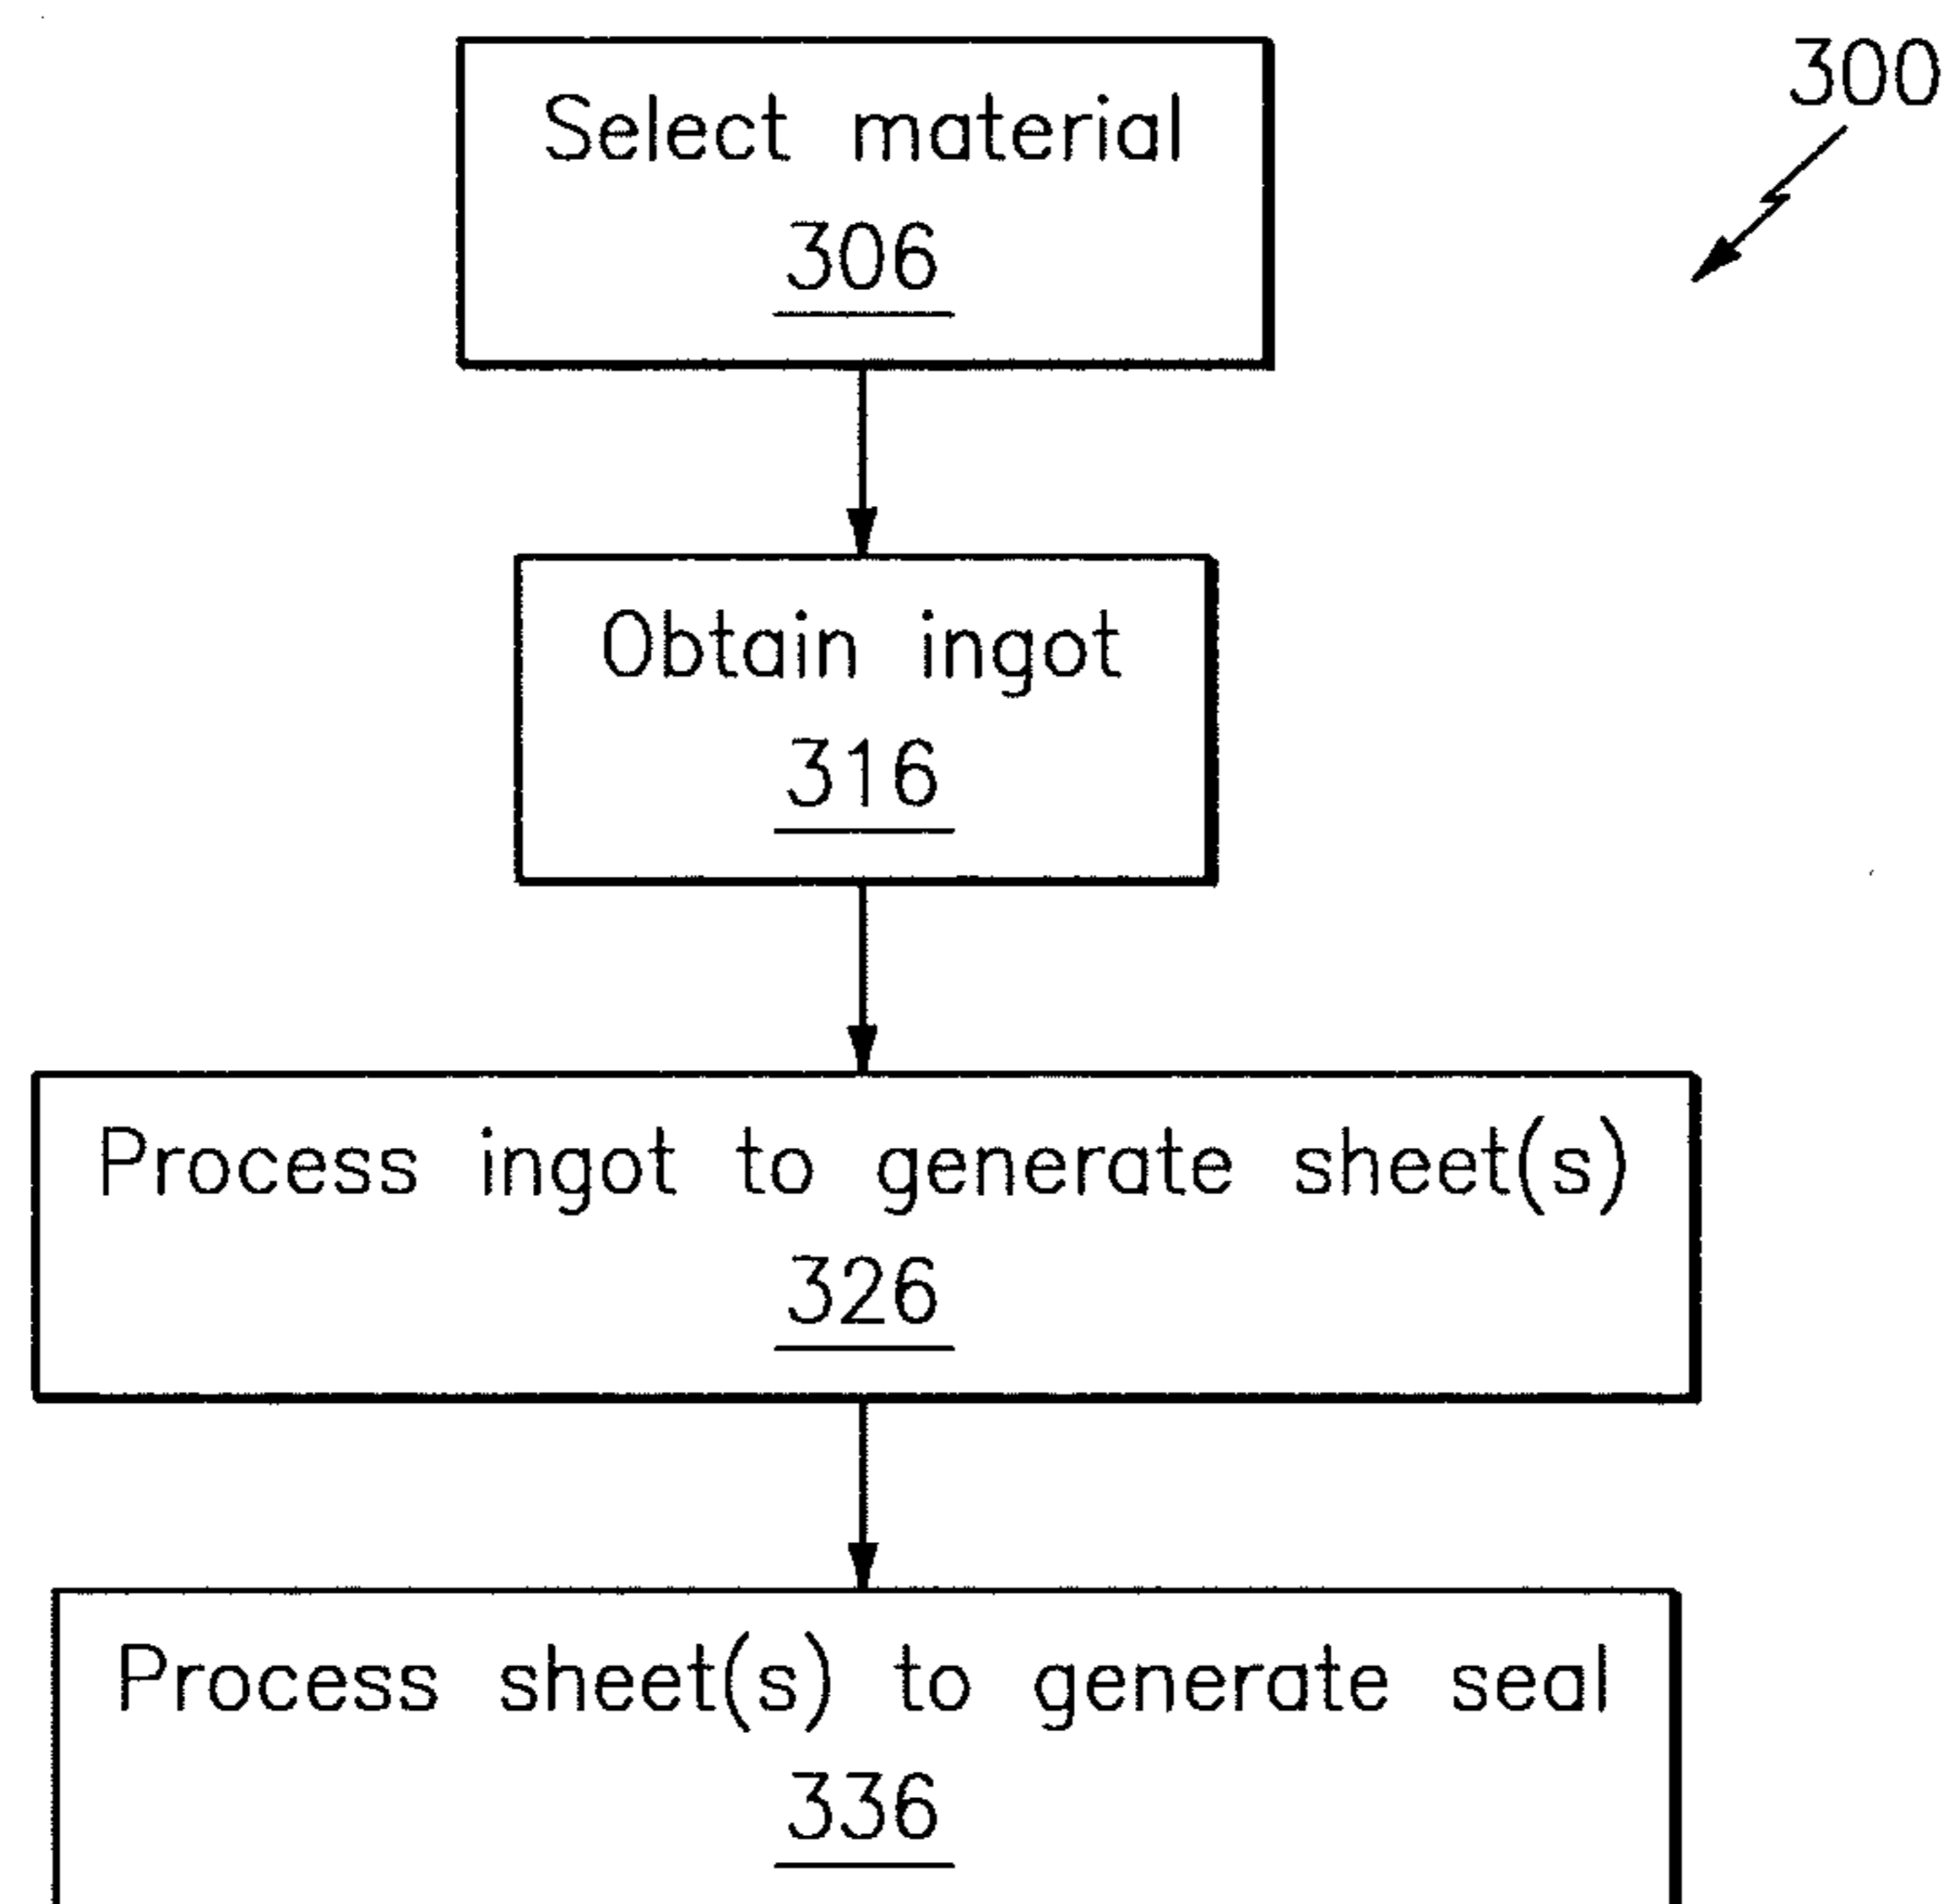 300
Select material
306
Obtain ingot
316
Process ingot to generate sheet(s)
326
Process sheet(s) to generate seal
336